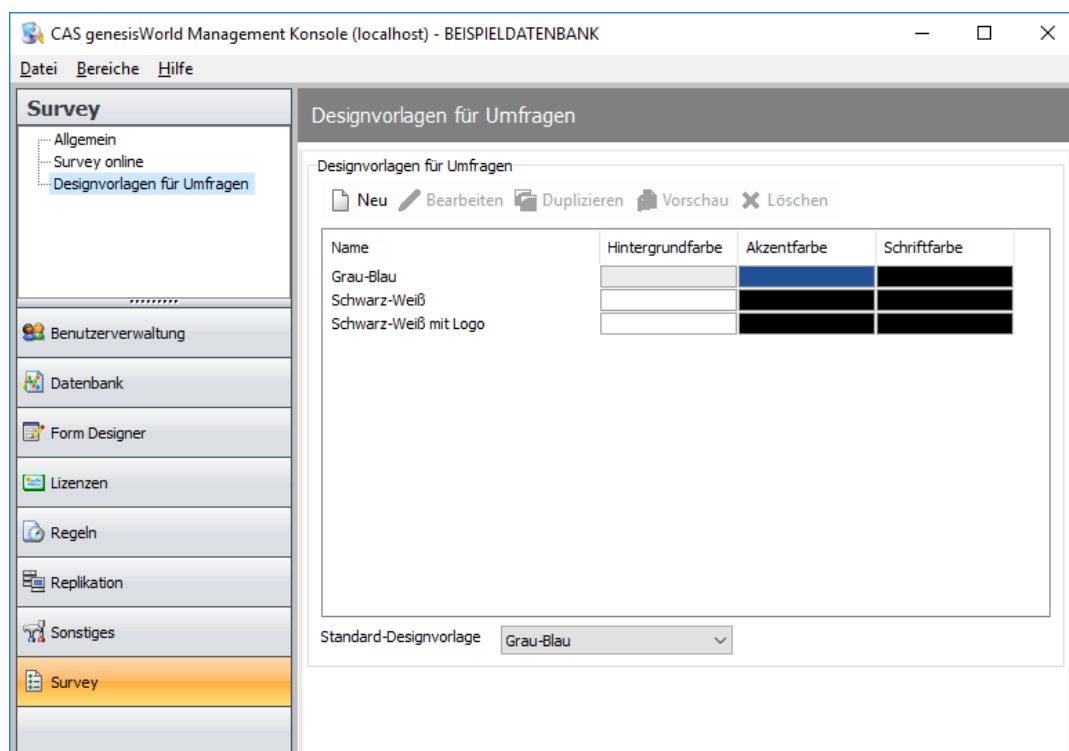 CAS genesisWorld Management Konsole (localhost) - BEISPIELDATENBANK
Datei Bereiche Hilfe
Survey
Allgemein
Survey online
Designvorlagen für Umfragen
Benutzerverwaltung
Datenbank
Form Designer
Lizenzen
Regeln
Replikation
Sonstiges
Survey
Designvorlagen für Umfragen
Designvorlagen für Umfragen
Neu Bearbeiten Duplizieren Vorschau Löschen
Name Hintergrundfarbe Akzentfarbe Schriftfarbe
Grau-Blau
Schwarz-Weiß
Schwarz-Weiß mit Logo
Standard-Designvorlage Grau-Blau